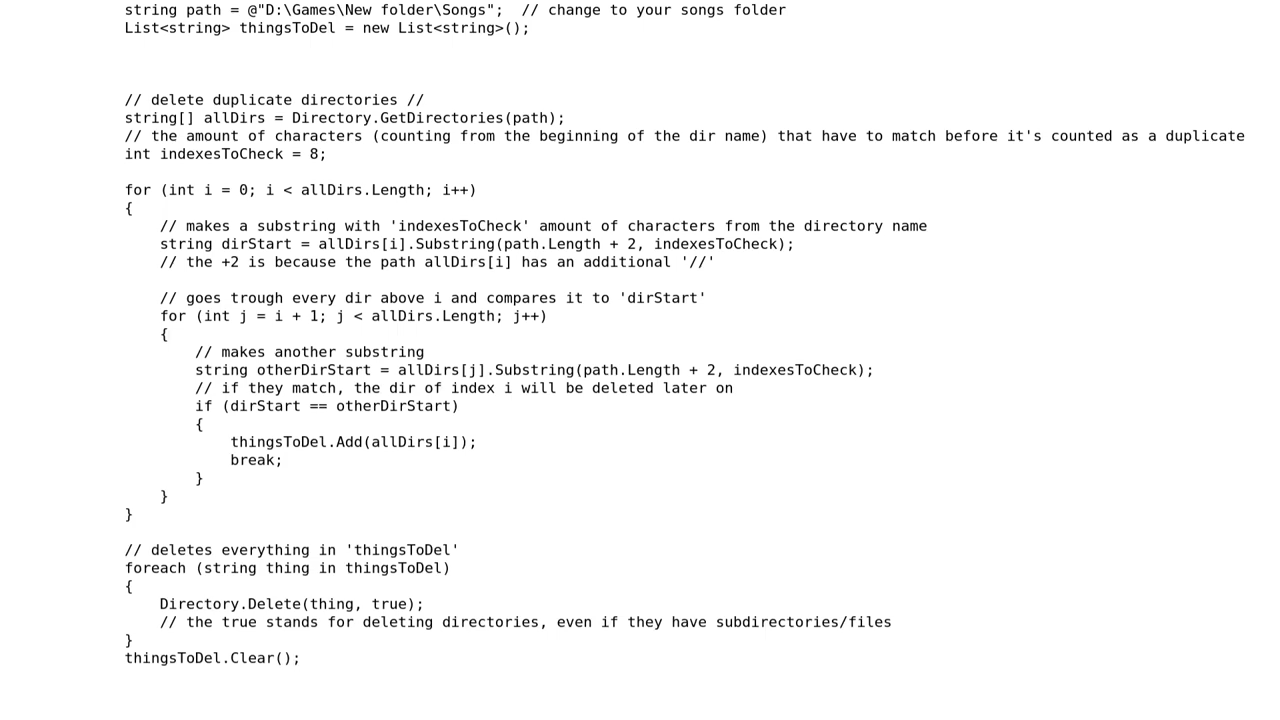 string path = @"D:\Games\New folder\Songs";  // change to your songs folder
List<string> thingsToDel = new List<string>();
// delete duplicate directories //
string[] allDirs = Directory.GetDirectories(path);
// the amount of characters (counting from the beginning of the dir name) that have to match before it's counted as a duplicate
int indexesToCheck = 8;
for (int i = 0; i < allDirs.Length; i++)
{
    // makes a substring with 'indexesToCheck' amount of characters from the directory name
    string dirStart = allDirs[i].Substring(path.Length + 2, indexesToCheck);
    // the +2 is because the path allDirs[i] has an additional '//'
    // goes trough every dir above i and compares it to 'dirStart'
    for (int j = i + 1; j < allDirs.Length; j++)
    {
        // makes another substring
        string otherDirStart = allDirs[j].Substring(path.Length + 2, indexesToCheck);
        // if they match, the dir of index i will be deleted later on
        if (dirStart == otherDirStart)
        {
            thingsToDel.Add(allDirs[i]);
            break;
        }
    }
}
// deletes everything in 'thingsToDel'
foreach (string thing in thingsToDel)
{
    Directory.Delete(thing, true);
    // the true stands for deleting directories, even if they have subdirectories/files
}
thingsToDel.Clear();